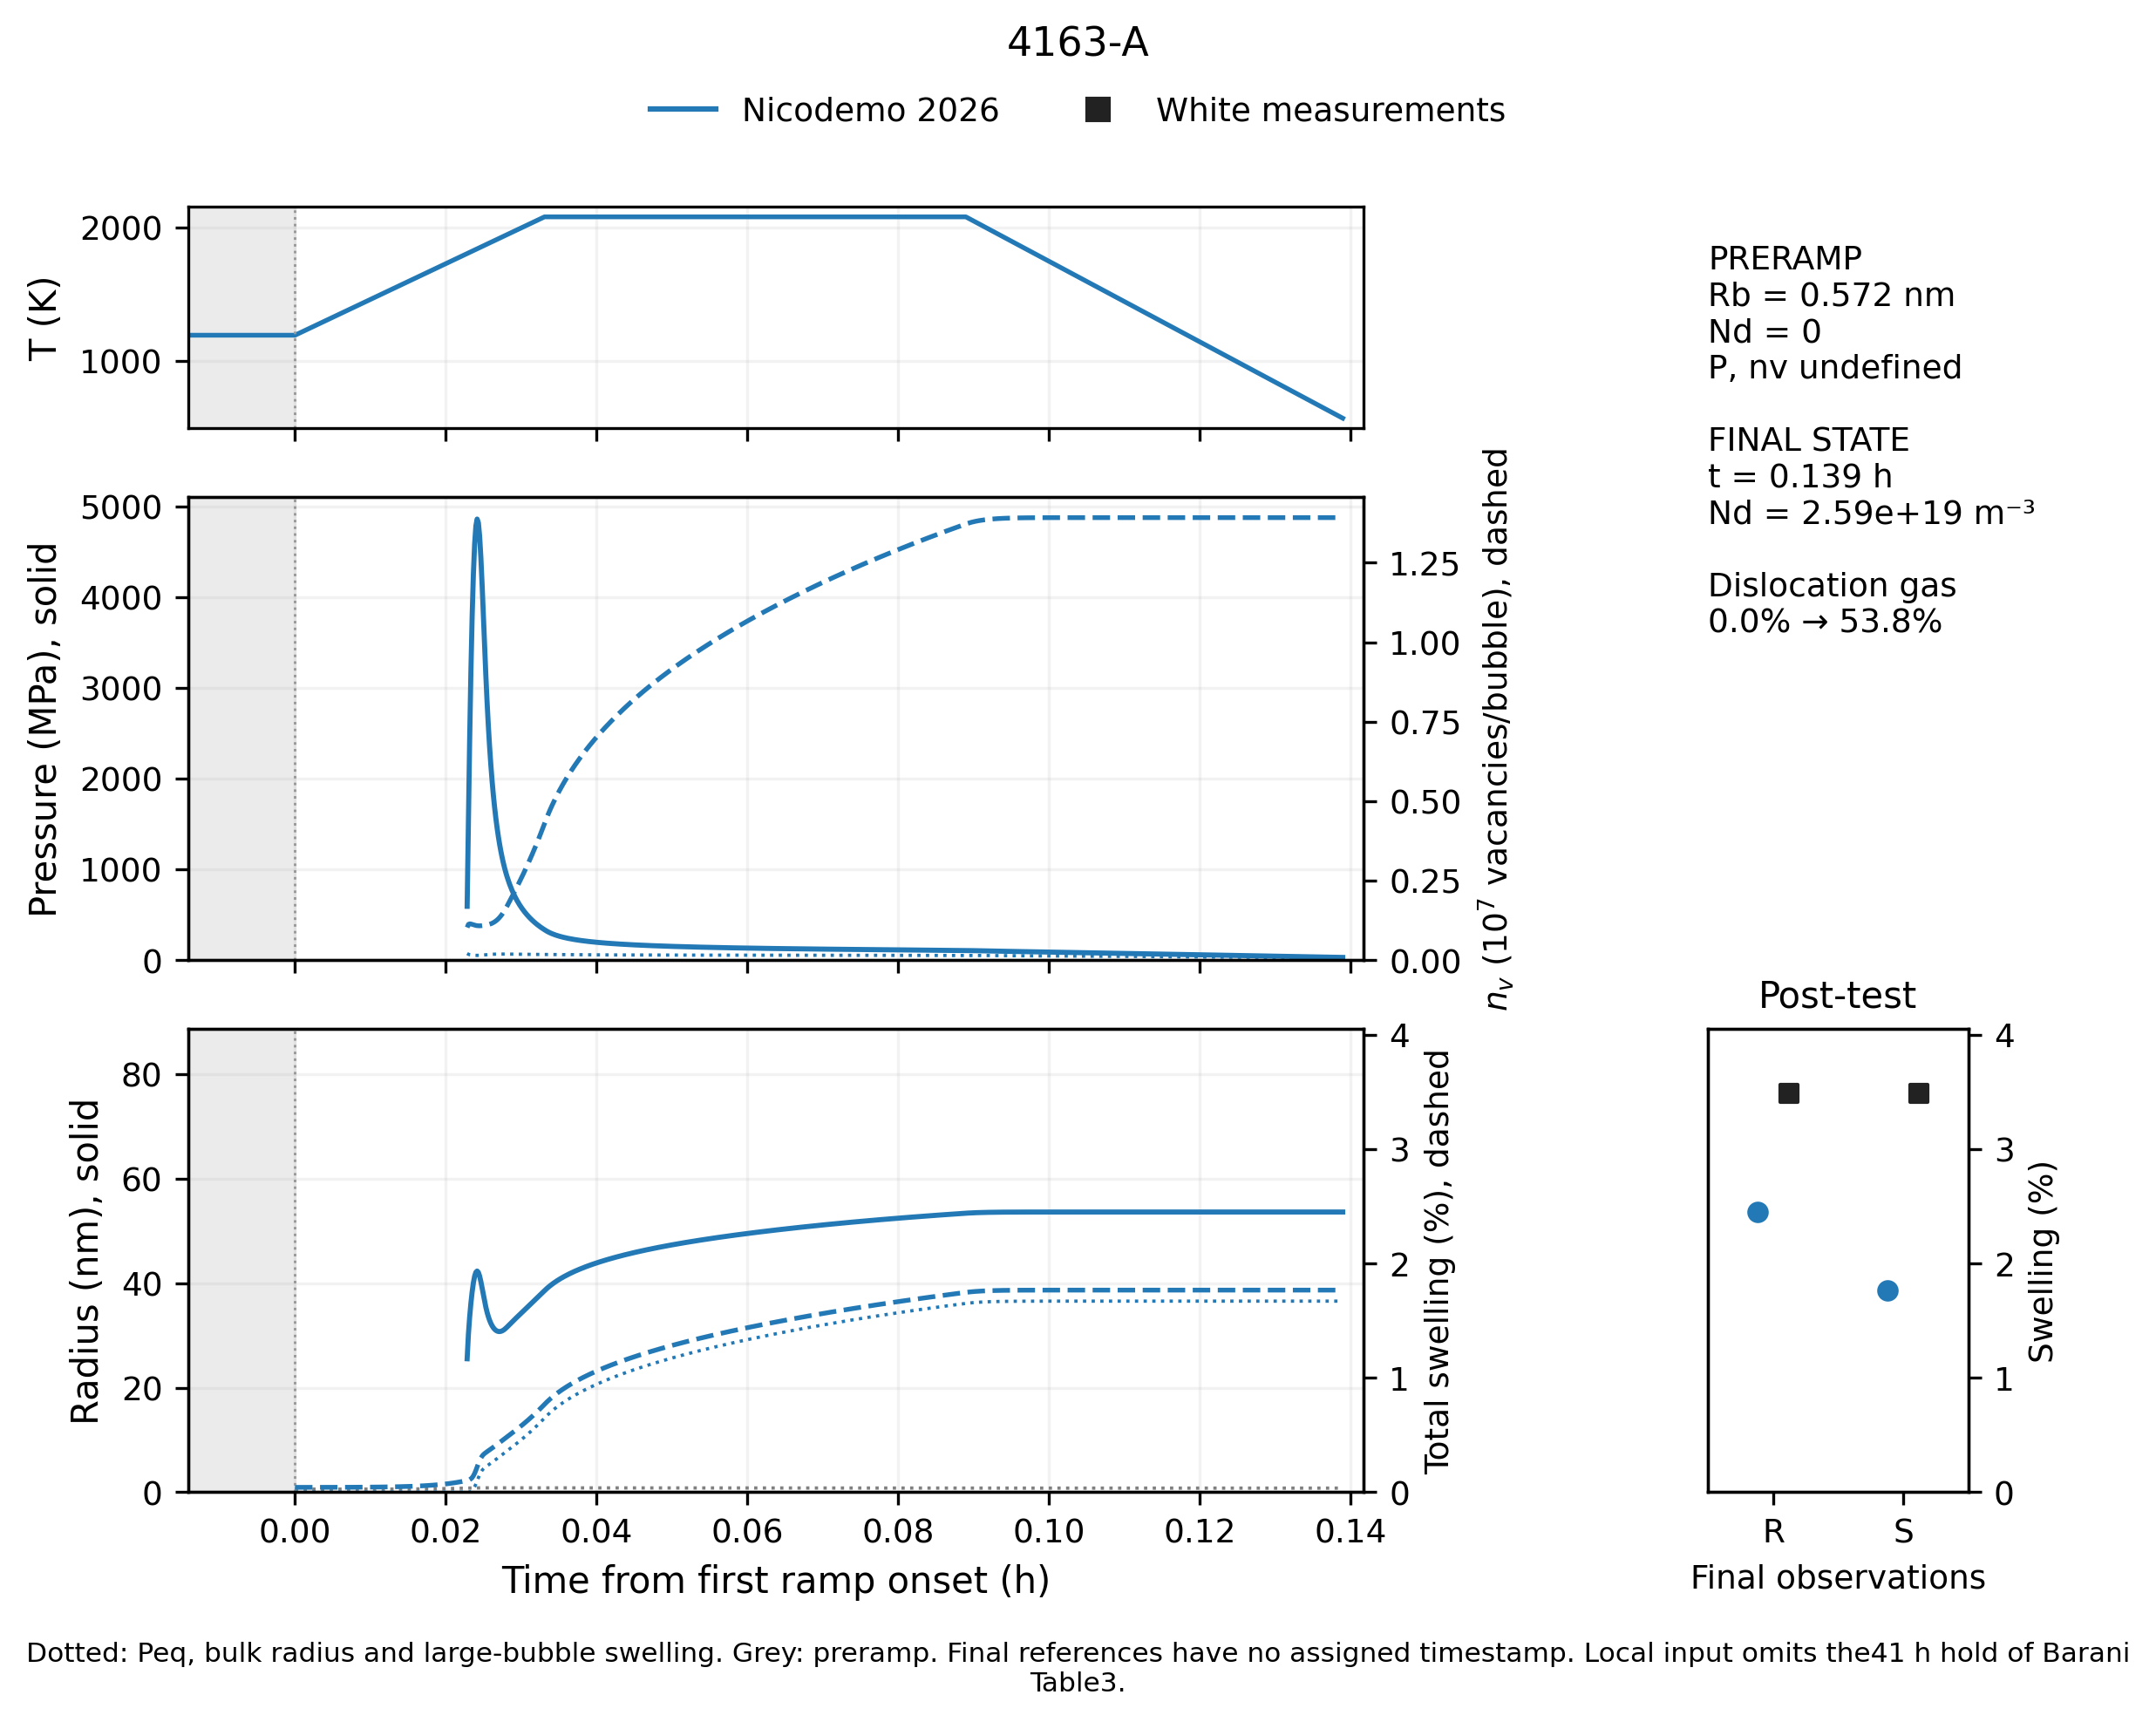 4163-A
Nicodemo 2026
White measurements
T (K)
2000
1000
PRERAMP
Rb = 0.572 nm
Nd = 0
P, nv undefined
FINAL STATE
t = 0.139 h
Nd = 2.59e+19 m⁻³
Dislocation gas
0.0% → 53.8%
Pressure (MPa), solid
5000
4000
3000
2000
1000
0
1.25
1.00
0.75
0.50
0.25
0.00
n_v (10⁷ vacancies/bubble), dashed
Radius (nm), solid
80
60
40
20
0
4
3
2
1
0
Total swelling (%), dashed
0.00
0.02
0.04
0.06
0.08
0.10
0.12
0.14
Time from first ramp onset (h)
Post-test
4
3
2
1
0
Swelling (%)
R
S
Final observations
Dotted: Peq, bulk radius and large-bubble swelling. Grey: preramp. Final references have no assigned timestamp. Local input omits the41 h hold of Barani
Table3.